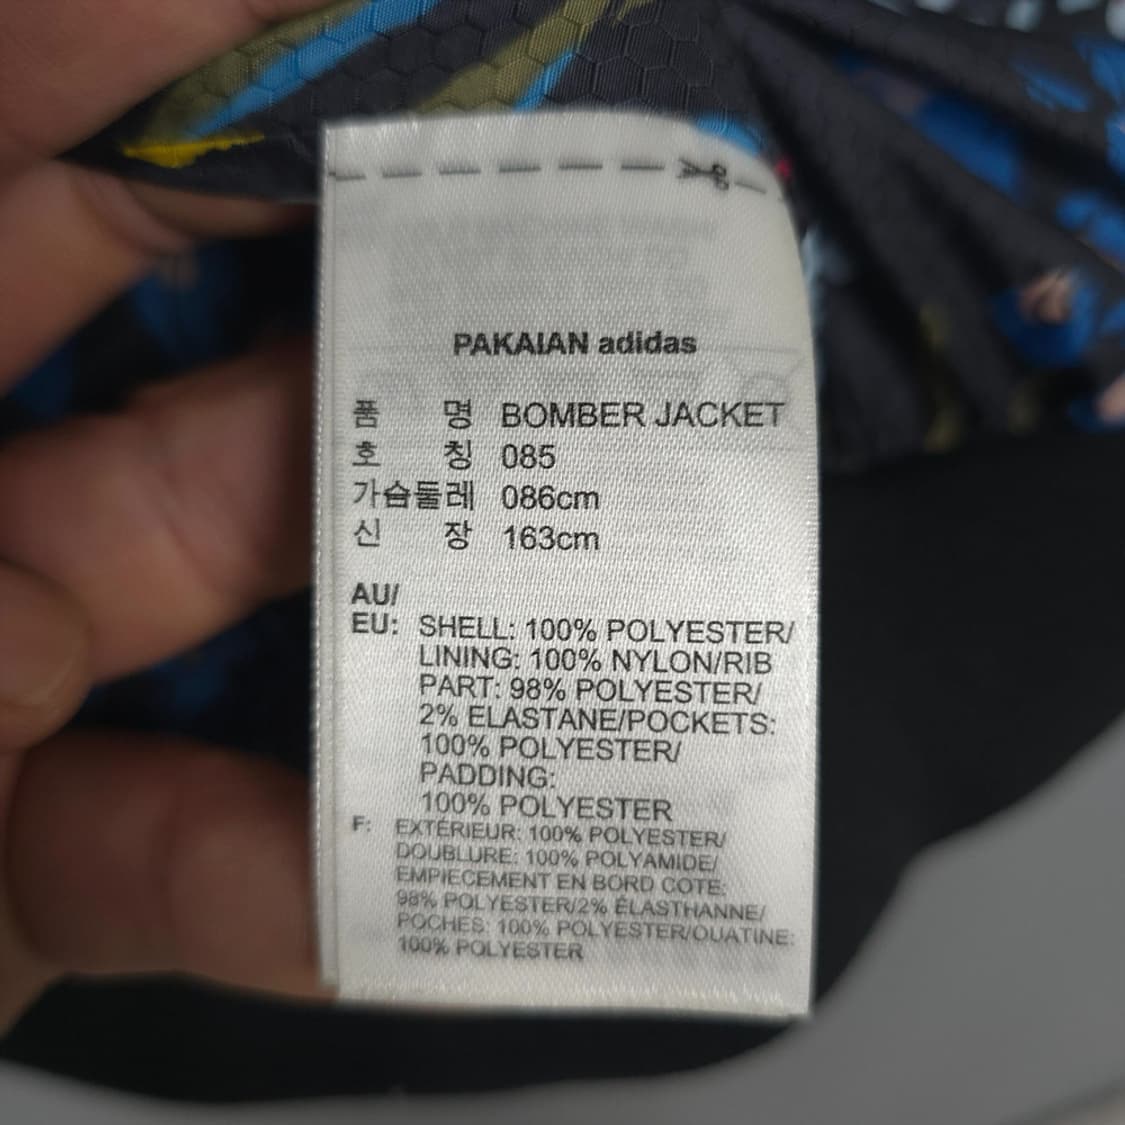 PAKAIAN adidas
품 명 BOMBER JACKET
호 칭 085
가슴둘레 086cm
신 장 163cm
AU/
EU: SHELL: 100% POLYESTER/
LINING: 100% NYLON/RIB
PART: 98% POLYESTER/
2% ELASTANE/POCKETS:
100% POLYESTER/
PADDING:
100% POLYESTER
F: EXTÉRIEUR: 100% POLYESTER/
DOUBLURE: 100% POLYAMIDE/
EMPIECEMENT EN BORD COTE:
98% POLYESTER/2% ÉLASTHANNE/
POCHES: 100% POLYESTER/OUATINE:
100% POLYESTER